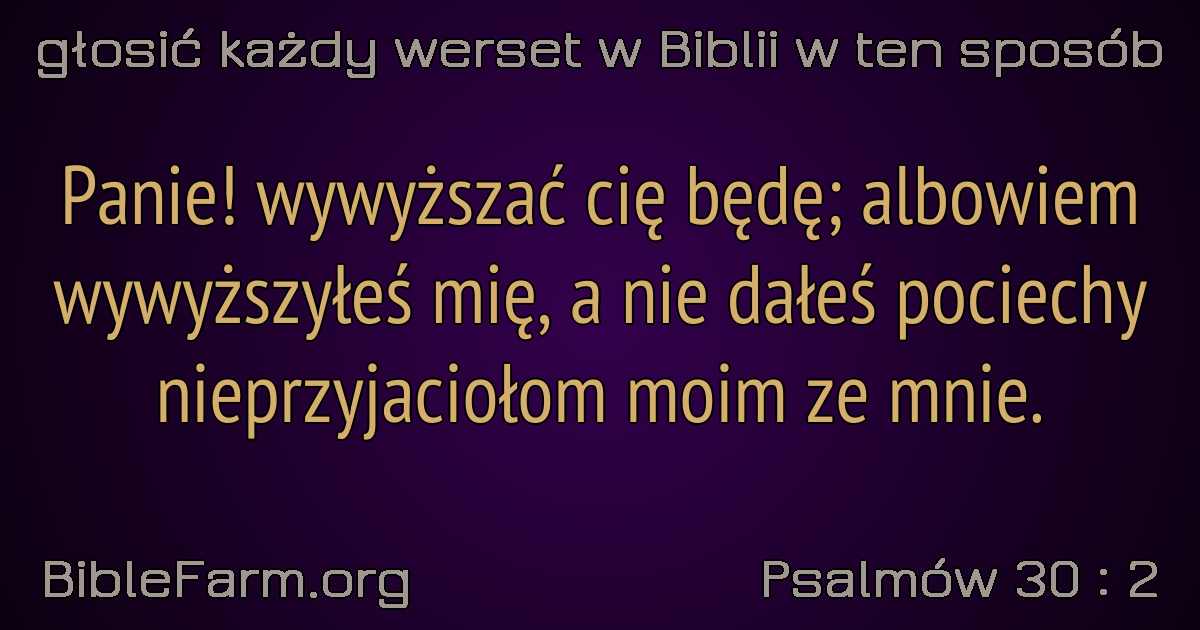 głosić każdy werset w Biblii w ten sposób
Panie! wywyższać cię będę; albowiem
wywyższyłeś mię, a nie dałeś pociechy
nieprzyjaciołom moim ze mnie.
BibleFarm.org
Psalmów 30 : 2